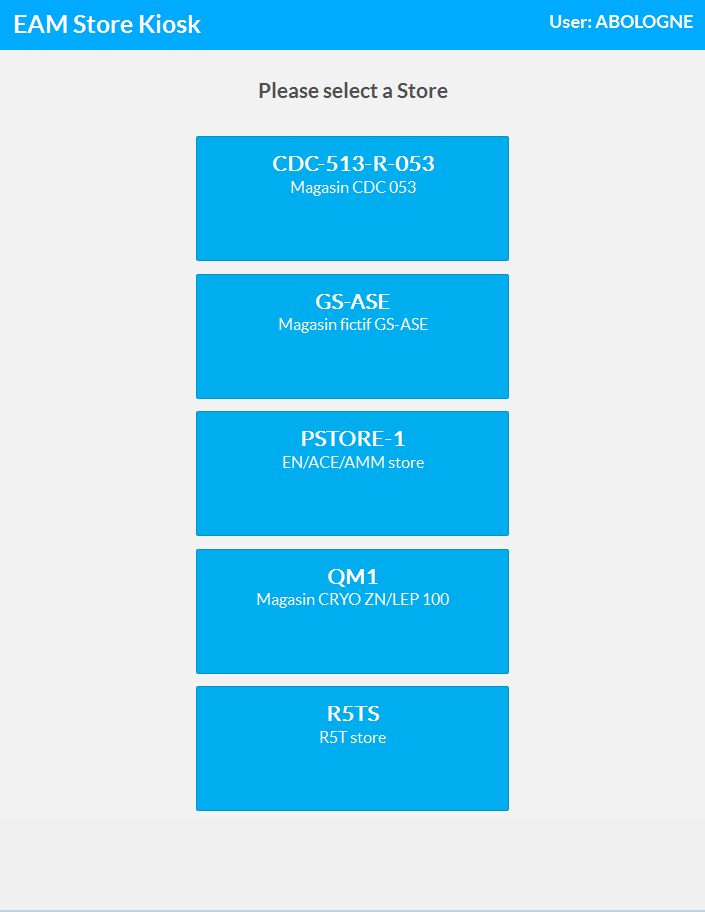 EAM Store Kiosk
User: ABOLOGNE
Please select a Store
CDC-513-R-053
Magasin CDC 053
GS-ASE
Magasin fictif GS-ASE
PSTORE-1
EN/ACE/AMM store
QM1
Magasin CRYO ZN/LEP 100
R5TS
R5T store